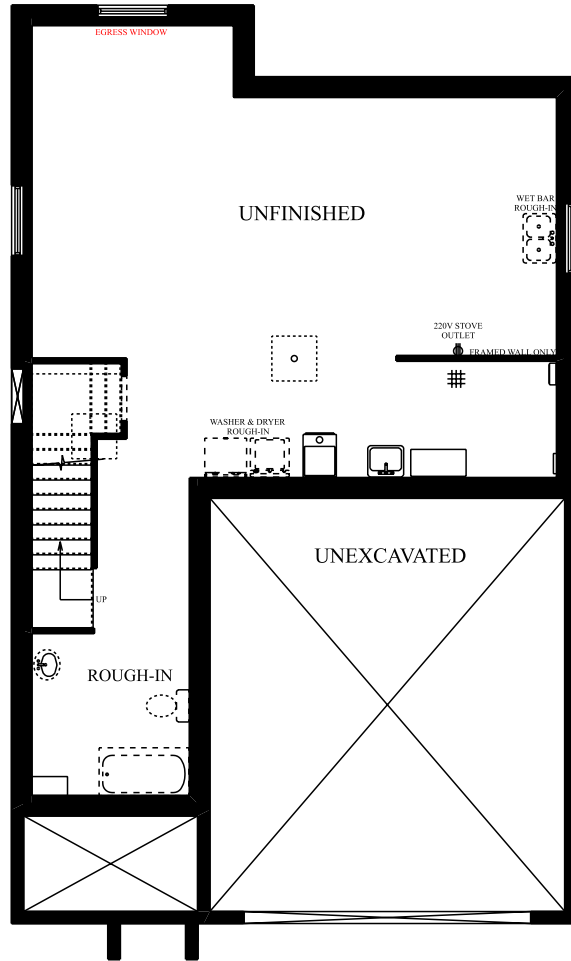 EGRESS WINDOW
UNFINISHED
WET BAR
ROUGH-IN
220V STOVE
OUTLET
FRAMED WALL ONLY
WASHER & DRYER
ROUGH-IN
UNEXCAVATED
UP
ROUGH-IN